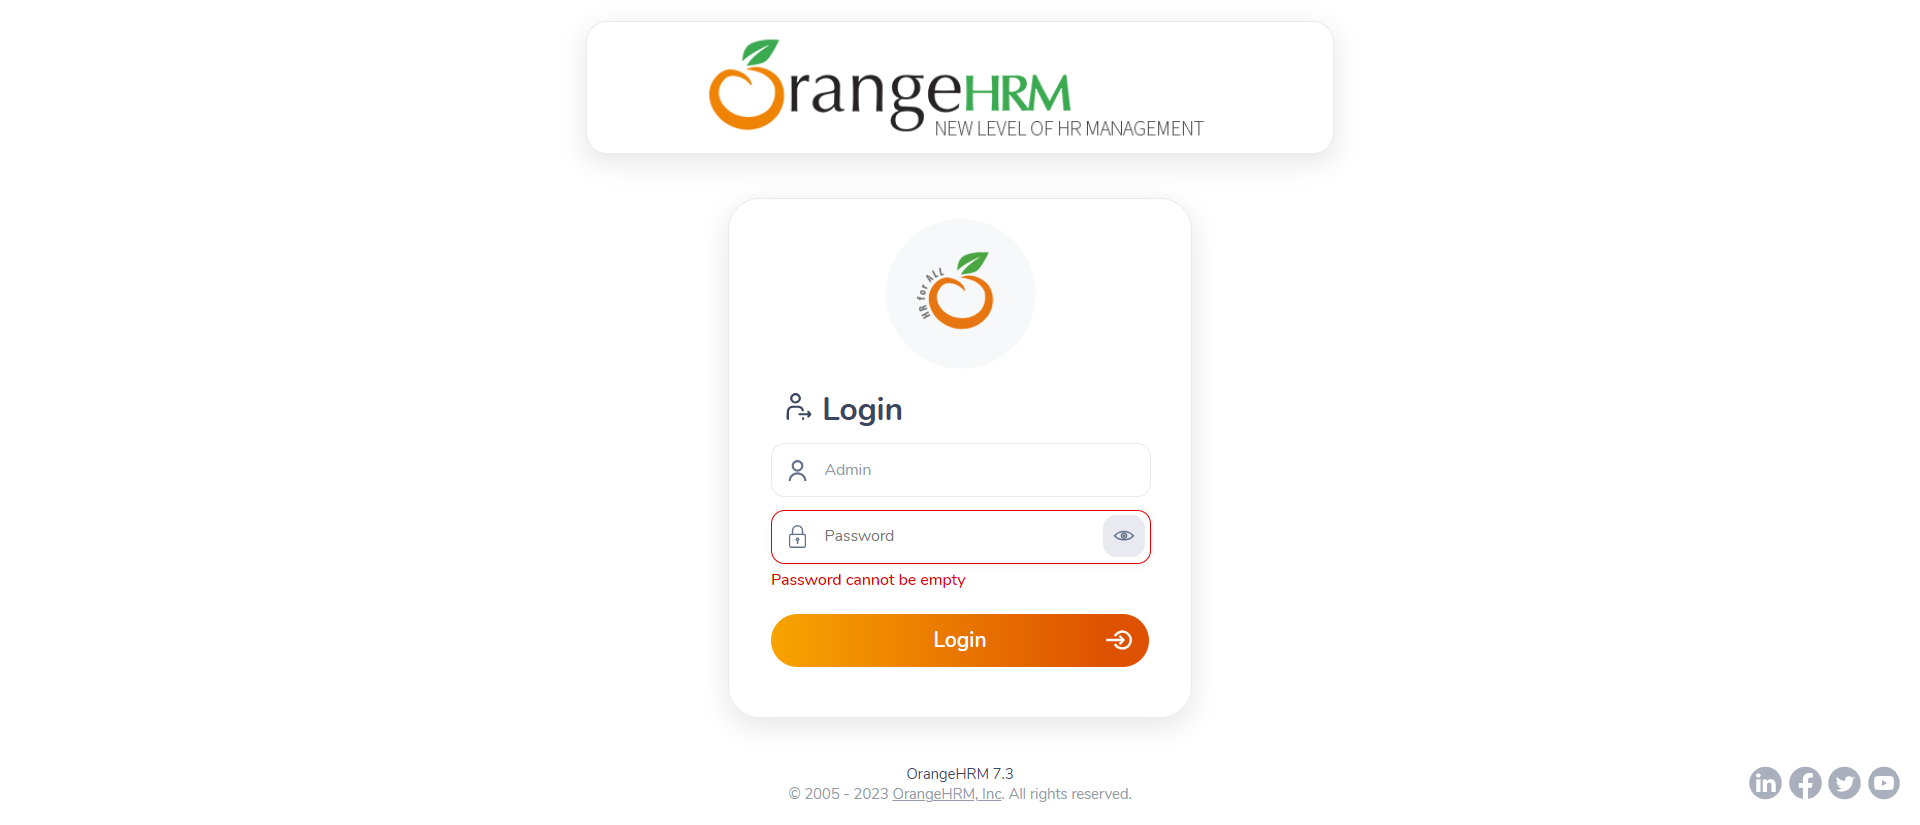 OrangeHRM
NEW LEVEL OF HR MANAGEMENT
HR for ALL
Login
Admin
Password
Password cannot be empty
Login
OrangeHRM 7.3
© 2005 - 2023 OrangeHRM, Inc. All rights reserved.
in